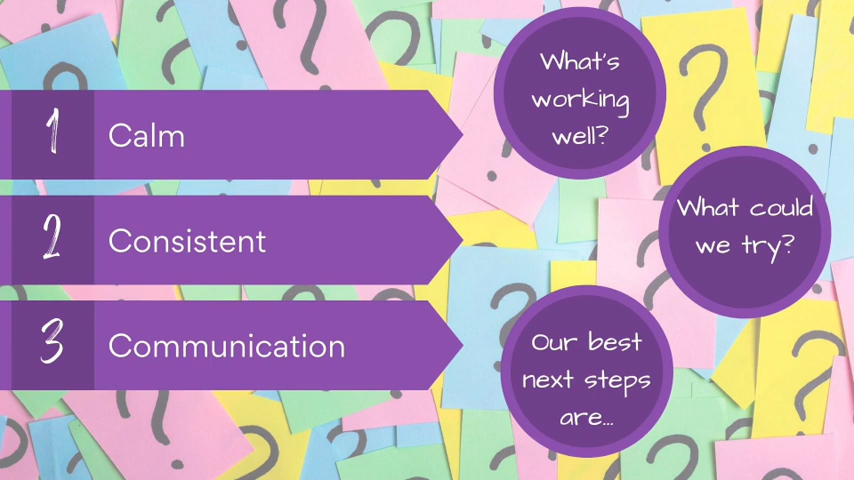 1 Calm
2 Consistent
3 Communication
What's
working
well?
What could
we try?
Our best
next steps
are...